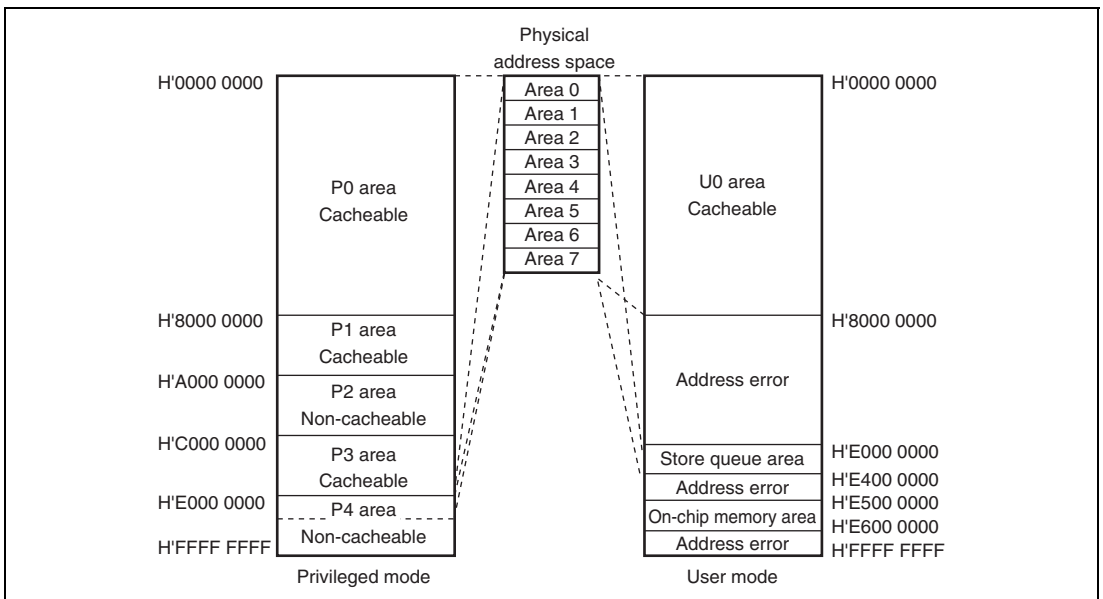 Physical
address space
H'0000 0000
Area 0
Area 1
Area 2
Area 3
Area 4
Area 5
Area 6
Area 7
P0 area
Cacheable
H'8000 0000
P1 area
Cacheable
H'A000 0000
P2 area
Non-cacheable
H'C000 0000
P3 area
Cacheable
H'E000 0000
P4 area
Non-cacheable
H'FFFF FFFF
Privileged mode
H'0000 0000
U0 area
Cacheable
H'8000 0000
Address error
H'E000 0000
Store queue area
H'E400 0000
Address error
H'E500 0000
On-chip memory area
H'E600 0000
Address error
H'FFFF FFFF
User mode